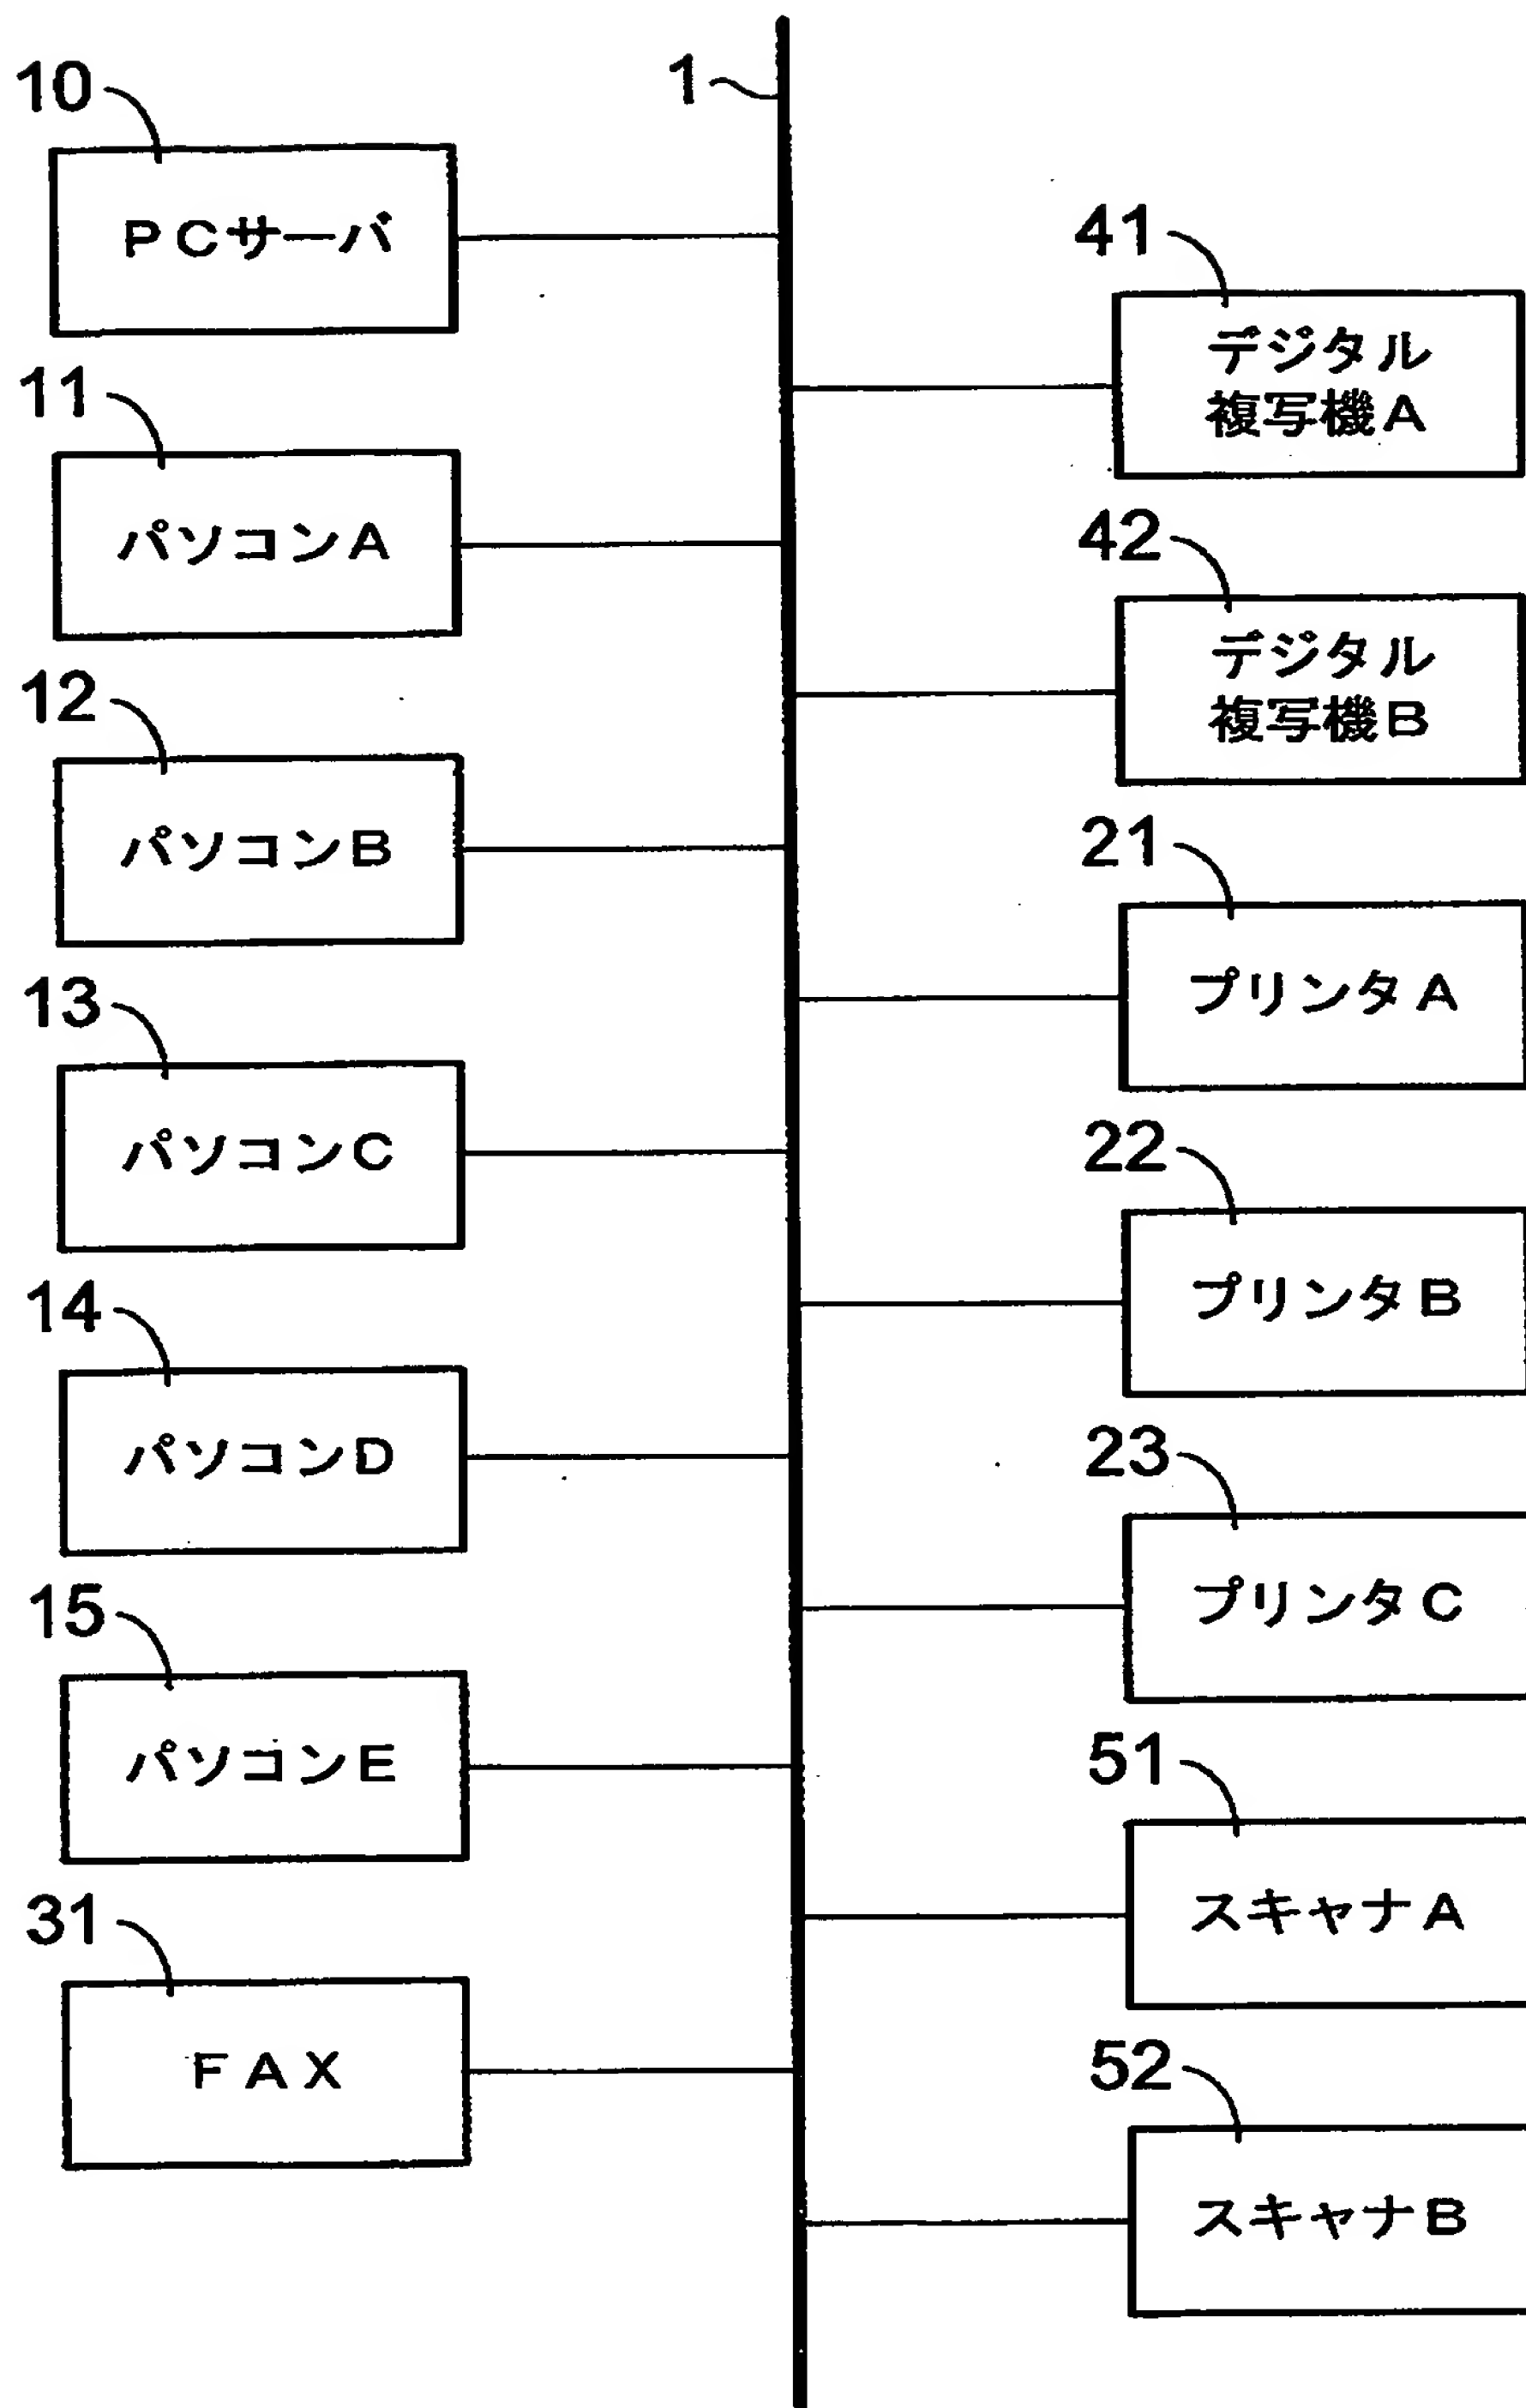 1
10
PCサーバ
11
パソコンA
12
パソコンB
13
パソコンC
14
パソコンD
15
パソコンE
31
FAX
41
デジタル
複写機A
42
デジタル
複写機B
21
プリンタA
22
プリンタB
23
プリンタC
51
スキャナA
52
スキャナB